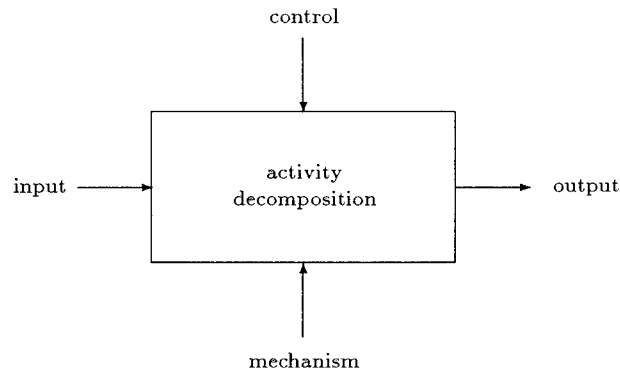 control
input
activity
decomposition
output
mechanism